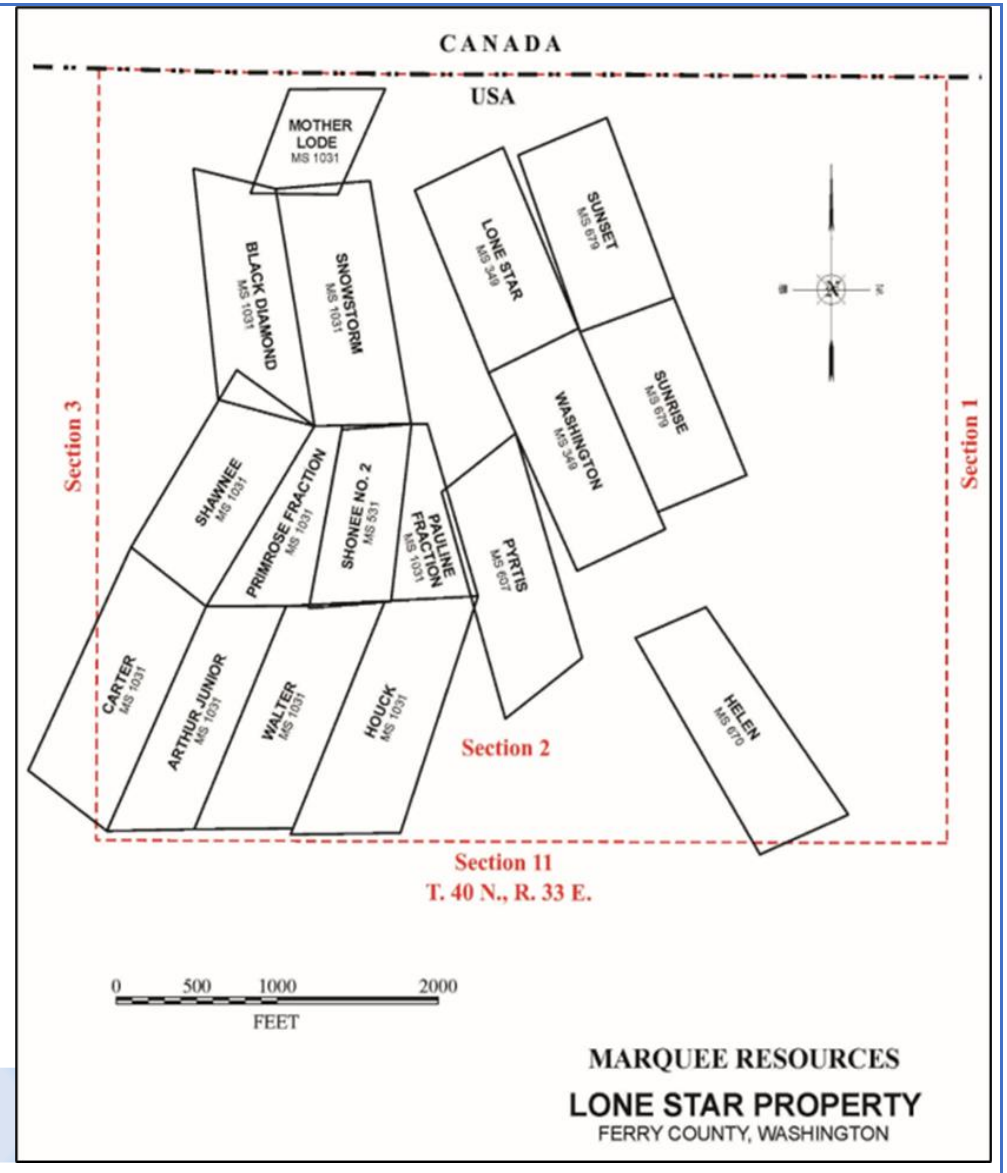 CANADA
USA
MOTHER
LODE
MS 1031
SUNSET
MS 679
LONE STAR
MS 349
BLACK DIAMOND
MS 1031
SNOWSTORM
MS 1031
SUNRISE
MS 679
WASHINGTON
MS 349
Section 3
Section 1
SHAWNEE
MS 1031
PRIMROSE FRACTION
MS 1031
SHONEE NO. 2
MS 531
PAULINE
FRACTION
MS 1031
PYRTIS
MS 607
CARTER
MS 1031
ARTHUR JUNIOR
MS 1031
WALTER
MS 1031
HOUCK
MS 1031
HELEN
MS 670
Section 2
Section 11
T. 40 N., R. 33 E.
0 500 1000 2000
FEET
MARQUEE RESOURCES
LONE STAR PROPERTY
FERRY COUNTY, WASHINGTON